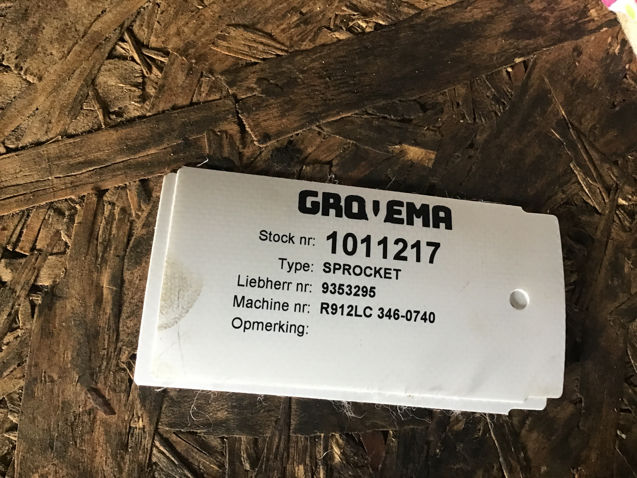 GROVEMA
Stock nr: 1011217
Type: SPROCKET
Liebherr nr: 9353295
Machine nr: R912LC 346-0740
Opmerking: